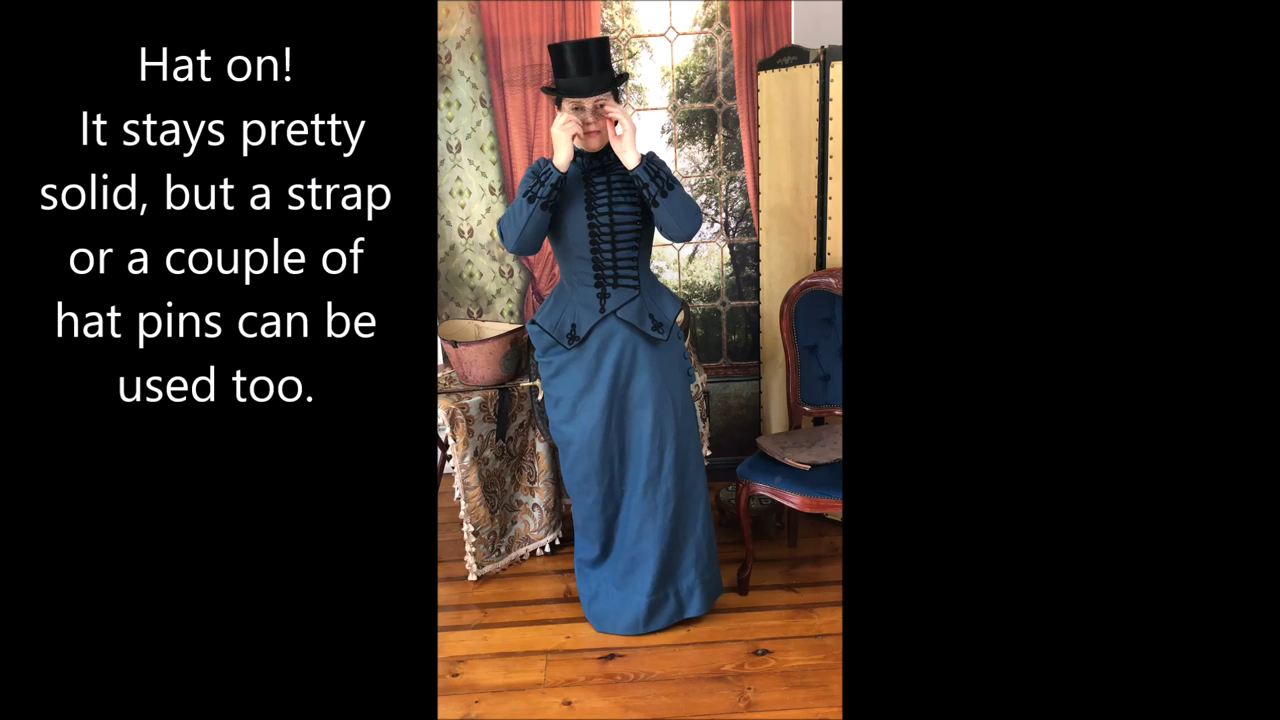 Hat on!
It stays pretty
solid, but a strap
or a couple of
hat pins can be
used too.